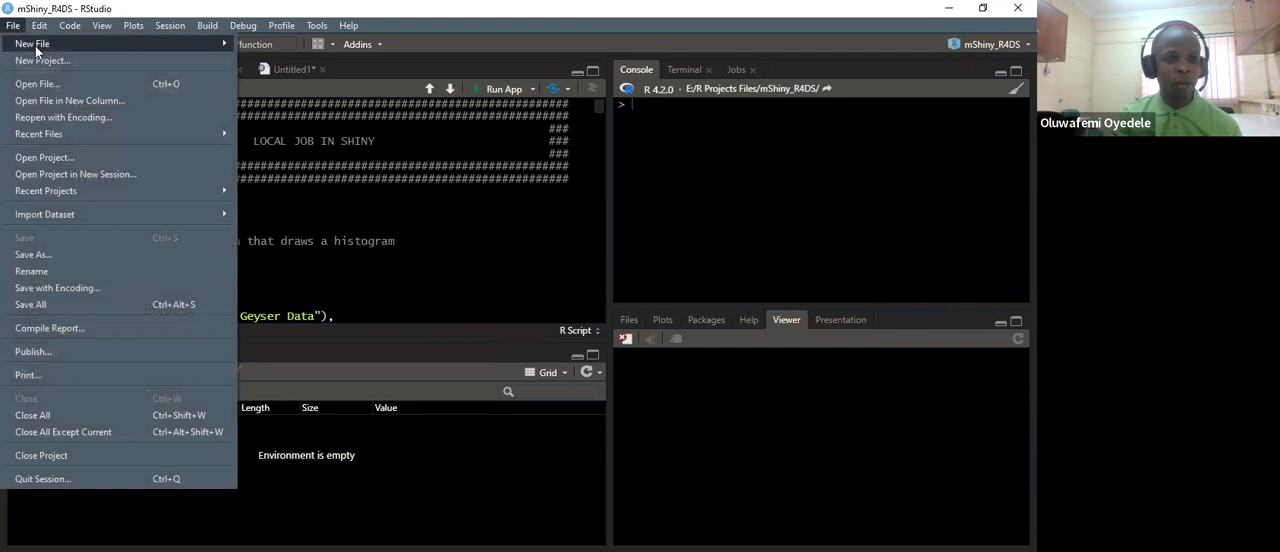 mShiny_R4DS - RStudio
File Edit Code View Plots Session Build Debug Profile Tools Help
function Addins mShiny_R4DS
New File
New Project...
Open File... Ctrl+O
Open File in New Column...
Reopen with Encoding...
Recent Files
Open Project...
Open Project in New Session...
Recent Projects
Import Dataset
Save Ctrl+S
Save As...
Rename
Save with Encoding...
Save All Ctrl+Alt+S
Compile Report...
Publish...
Print...
Close Ctrl+W
Close All Ctrl+Shift+W
Close All Except Current Ctrl+Alt+Shift+W
Close Project
Quit Session... Ctrl+Q
Untitled1*
Run App
###
LOCAL JOB IN SHINY ###
###
that draws a histogram
Geyser Data"),
R Script
Grid
Length Size Value
Environment is empty
Console Terminal Jobs
R 4.2.0 · E:/R Projects Files/mShiny_R4DS/
>
Files Plots Packages Help Viewer Presentation
Oluwafemi Oyedele